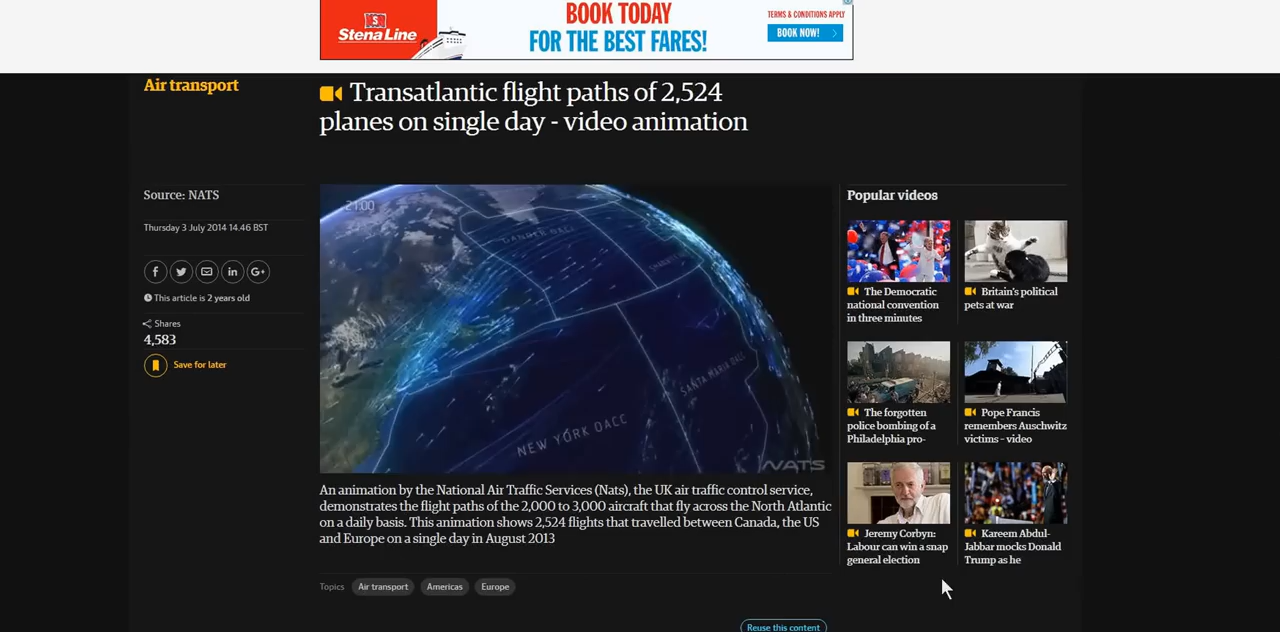 StenaLine
BOOK TODAY
FOR THE BEST FARES!
TERMS & CONDITIONS APPLY
BOOK NOW!
Air transport
Transatlantic flight paths of 2,524
planes on single day - video animation
Source: NATS
Thursday 3 July 2014 14.46 BST
This article is 2 years old
Shares
4,583
Save for later
21:00
GANDER OACC
NEW YORK OACC
SANTA MARIA OACC
NATS
An animation by the National Air Traffic Services (Nats), the UK air traffic control service,
demonstrates the flight paths of the 2,000 to 3,000 aircraft that fly across the North Atlantic
on a daily basis. This animation shows 2,524 flights that travelled between Canada, the US
and Europe on a single day in August 2013
Topics
Air transport
Americas
Europe
Reuse this content
Popular videos
The Democratic
national convention
in three minutes
Britain's political
pets at war
The forgotten
police bombing of a
Philadelphia pro-
Pope Francis
remembers Auschwitz
victims – video
Jeremy Corbyn:
Labour can win a snap
general election
Kareem Abdul-
Jabbar mocks Donald
Trump as he